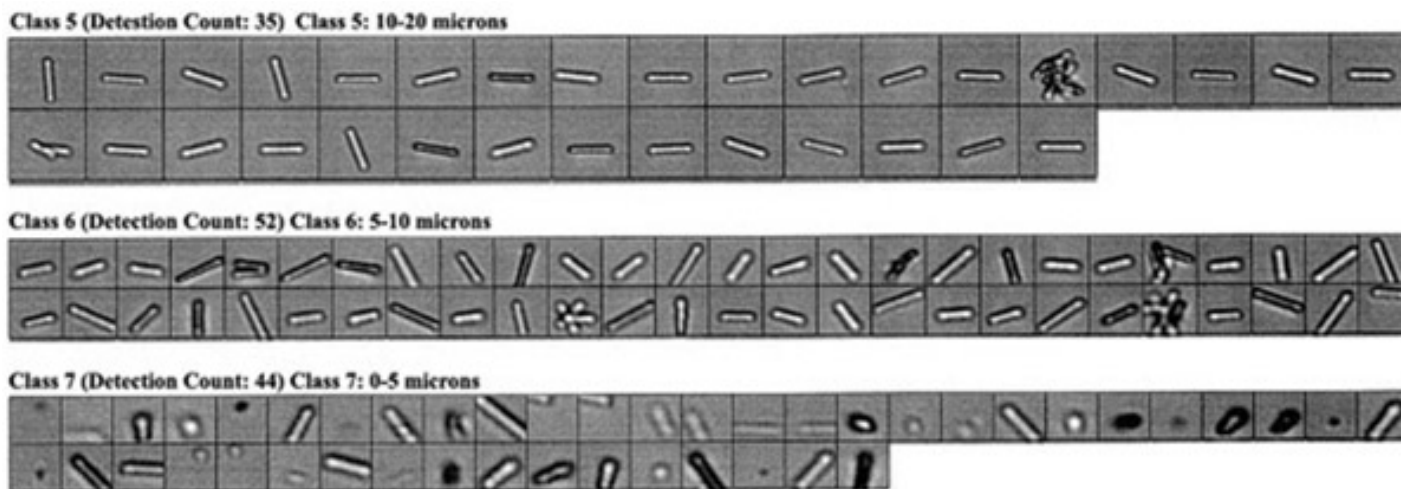 Class 5 (Detestion Count: 35) Class 5: 10-20 microns
Class 6 (Detection Count: 52) Class 6: 5-10 microns
Class 7 (Detection Count: 44) Class 7: 0-5 microns